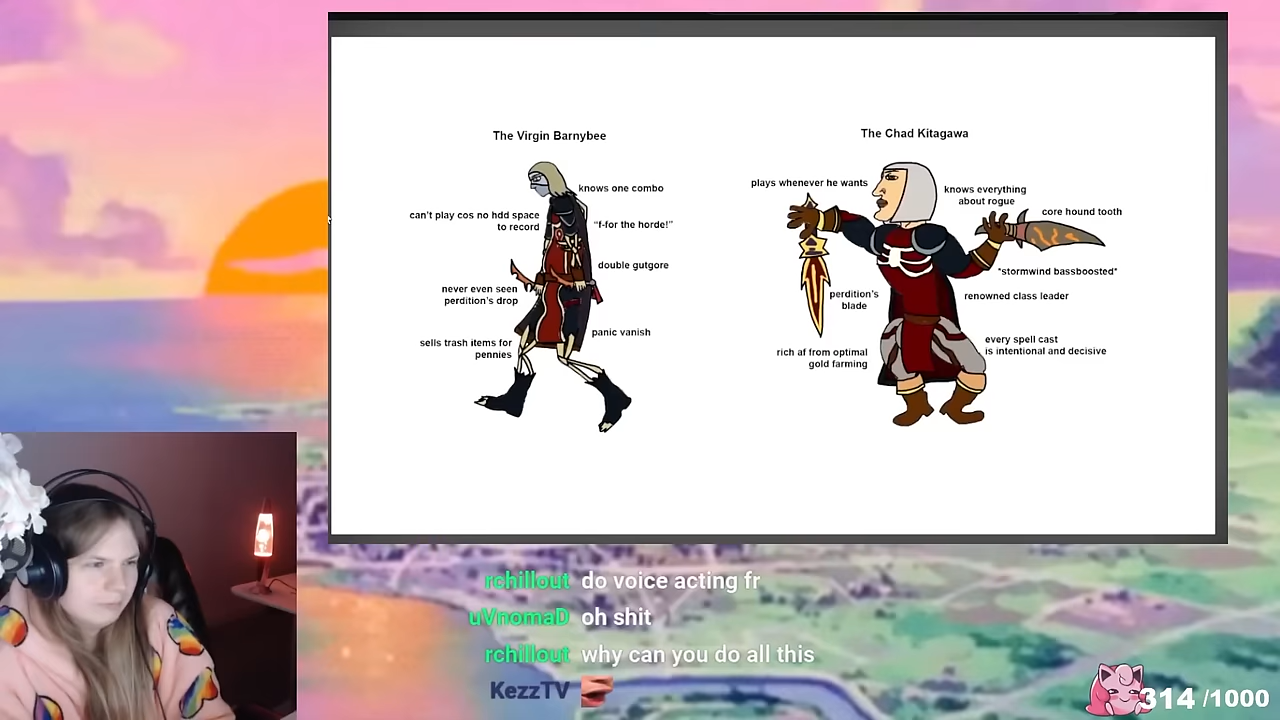 The Virgin Barnybee
knows one combo
can't play cos no hdd space
to record
"f-for the horde!"
double gutgore
never even seen
perdition's drop
panic vanish
sells trash items for
pennies
The Chad Kitagawa
plays whenever he wants
knows everything
about rogue
core hound tooth
*stormwind bassboosted*
perdition's
blade
renowned class leader
every spell cast
is intentional and decisive
rich af from optimal
gold farming
rchillout do voice acting fr
uVnomaD oh shit
rchillout why can you do all this
KezzTV
314 /1000